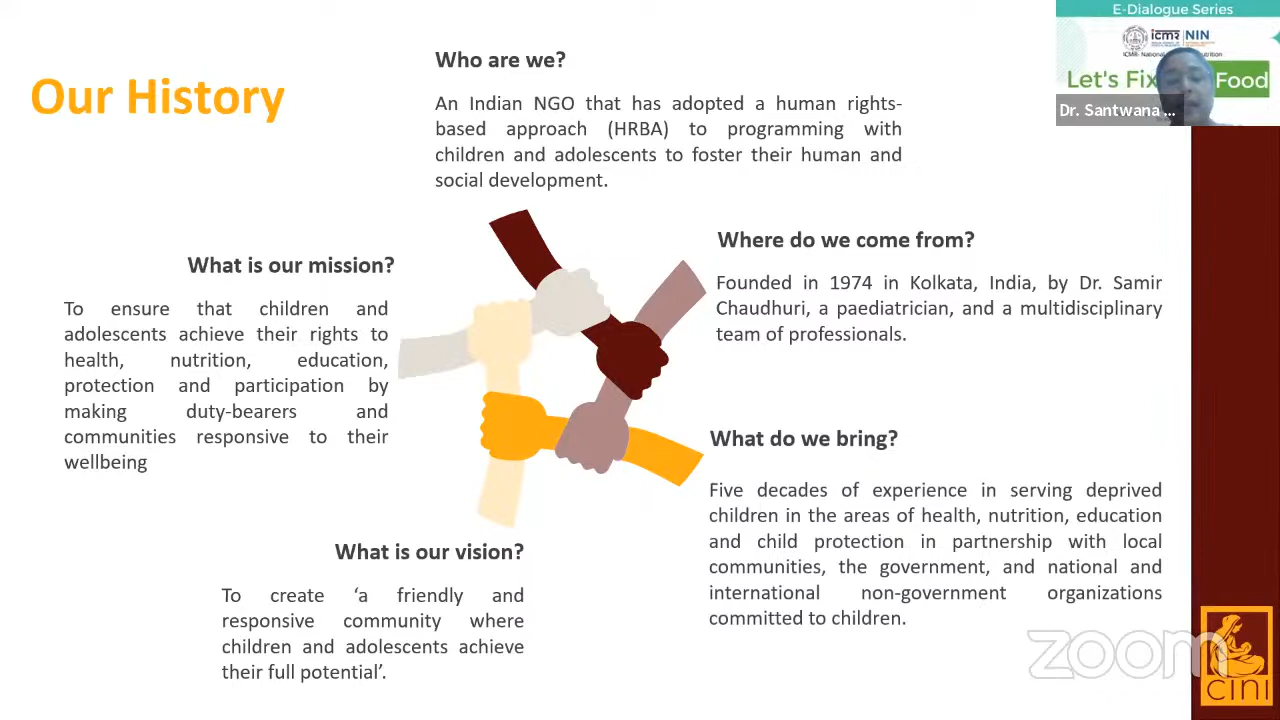 Our History
Who are we?
An Indian NGO that has adopted a human rights-
based approach (HRBA) to programming with
children and adolescents to foster their human and
social development.
Where do we come from?
Founded in 1974 in Kolkata, India, by Dr. Samir
Chaudhuri, a paediatrician, and a multidisciplinary
team of professionals.
What is our mission?
To ensure that children and
adolescents achieve their rights to
health, nutrition, education,
protection and participation by
making duty-bearers and
communities responsive to their
wellbeing
What do we bring?
Five decades of experience in serving deprived
children in the areas of health, nutrition, education
and child protection in partnership with local
communities, the government, and national and
international non-government organizations
committed to children.
What is our vision?
To create ‘a friendly and
responsive community where
children and adolescents achieve
their full potential’.
E-Dialogue Series
icmr NIN
Let's Fix Food
Dr. Santwana ...
zoom
CINI